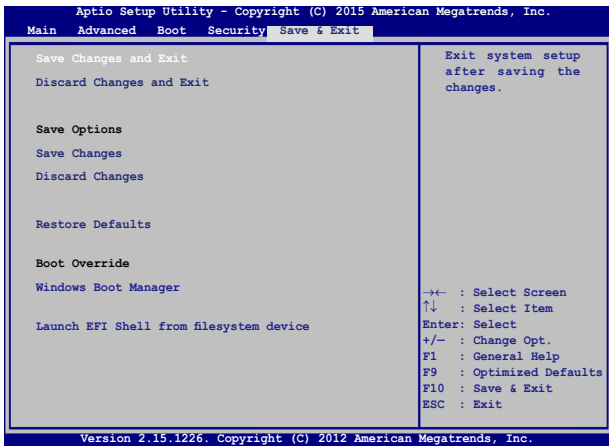 Aptio Setup Utility - Copyright (C) 2015 American Megatrends, Inc.
Main Advanced Boot Security Save & Exit
Save Changes and Exit
Discard Changes and Exit
Save Options
Save Changes
Discard Changes
Restore Defaults
Boot Override
Windows Boot Manager
Launch EFI Shell from filesystem device
Exit system setup
after saving the
changes.
→← : Select Screen
↑↓ : Select Item
Enter: Select
+/— : Change Opt.
F1 : General Help
F9 : Optimized Defaults
F10 : Save & Exit
ESC : Exit
Version 2.15.1226. Copyright (C) 2012 American Megatrends, Inc.